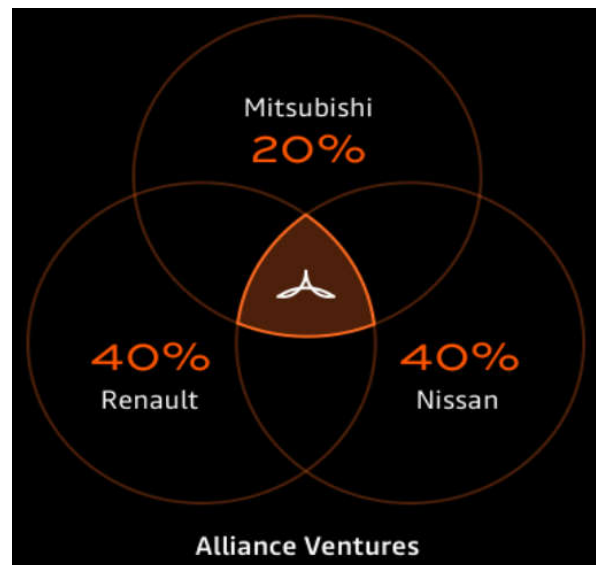 Mitsubishi
20%
40%
Renault
40%
Nissan
Alliance Ventures